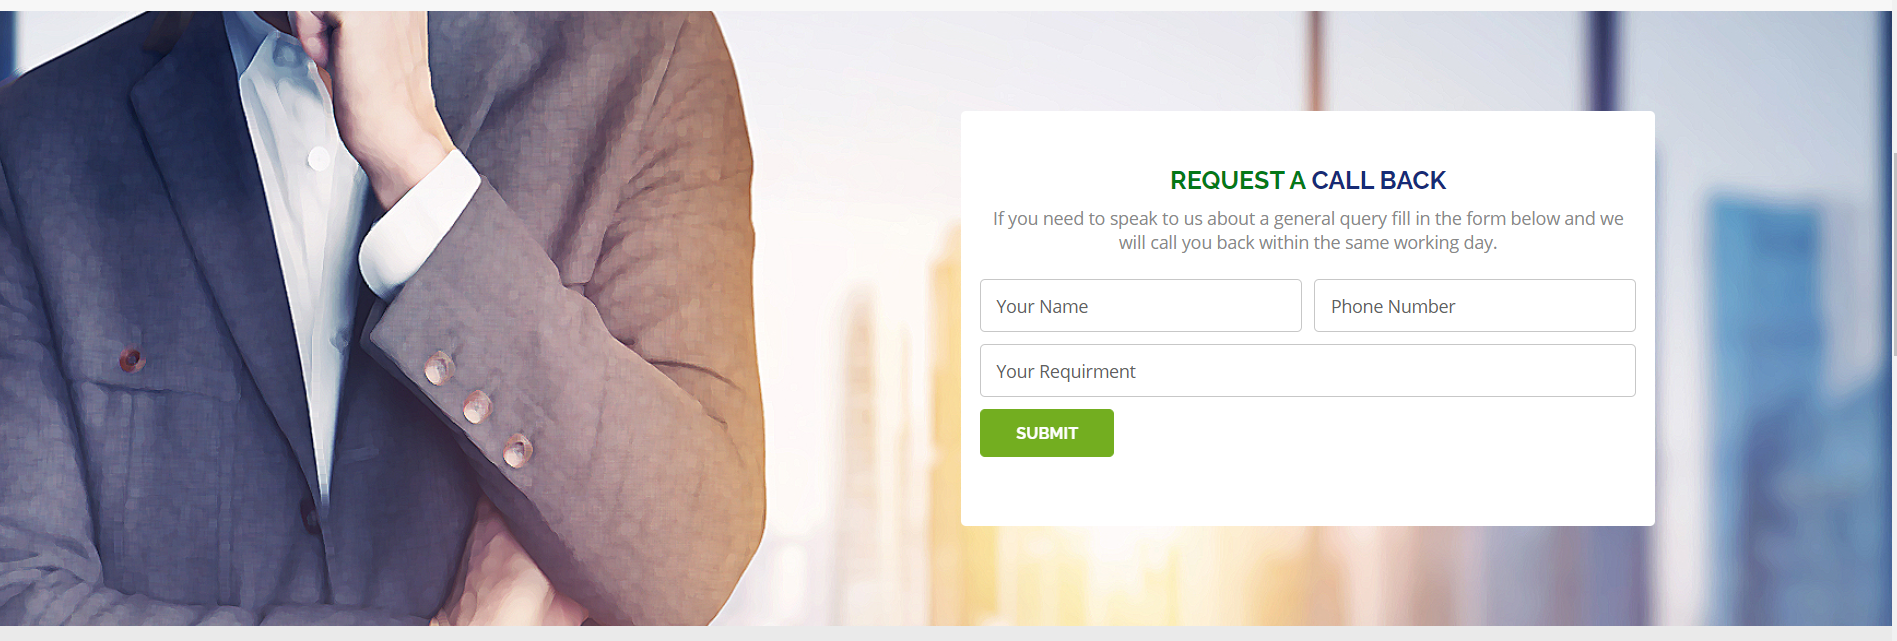 REQUEST A CALL BACK
If you need to speak to us about a general query fill in the form below and we
will call you back within the same working day.
Your Name
Phone Number
Your Requirment
SUBMIT